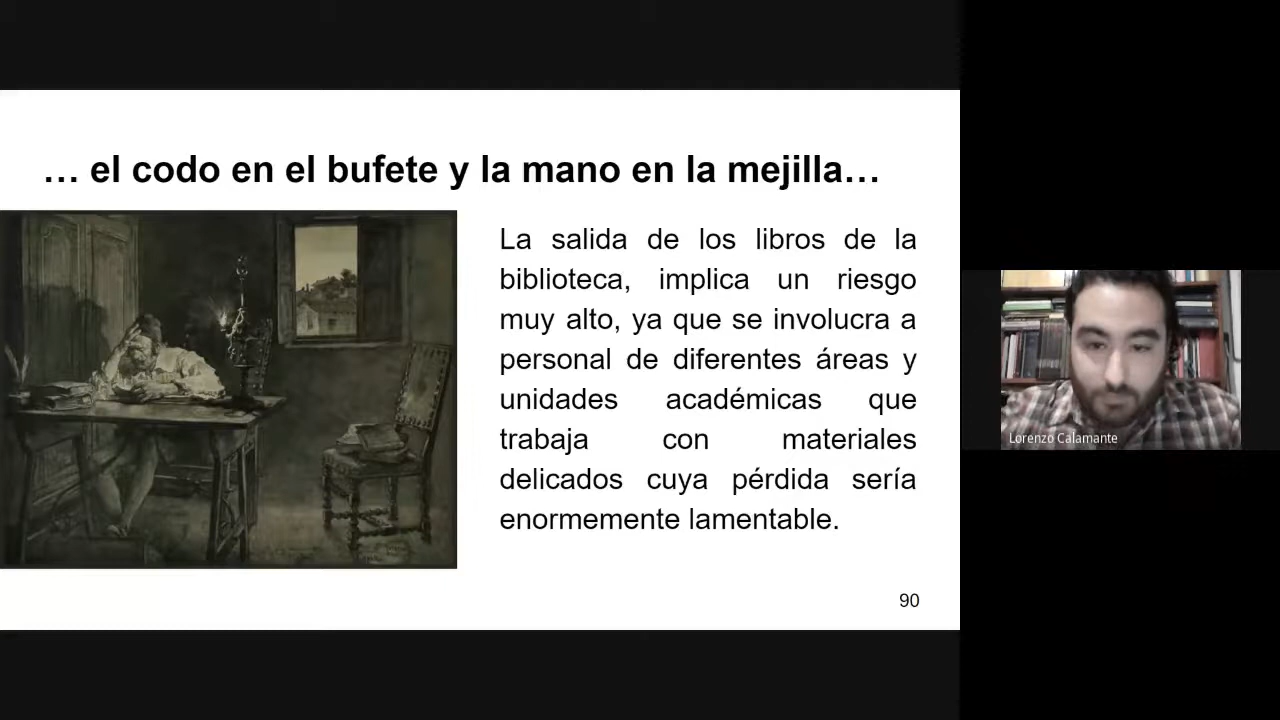 … el codo en el bufete y la mano en la mejilla…
La salida de los libros de la
biblioteca, implica un riesgo
muy alto, ya que se involucra a
personal de diferentes áreas y
unidades académicas que
trabaja con materiales
delicados cuya pérdida sería
enormemente lamentable.
90
Lorenzo Calamante